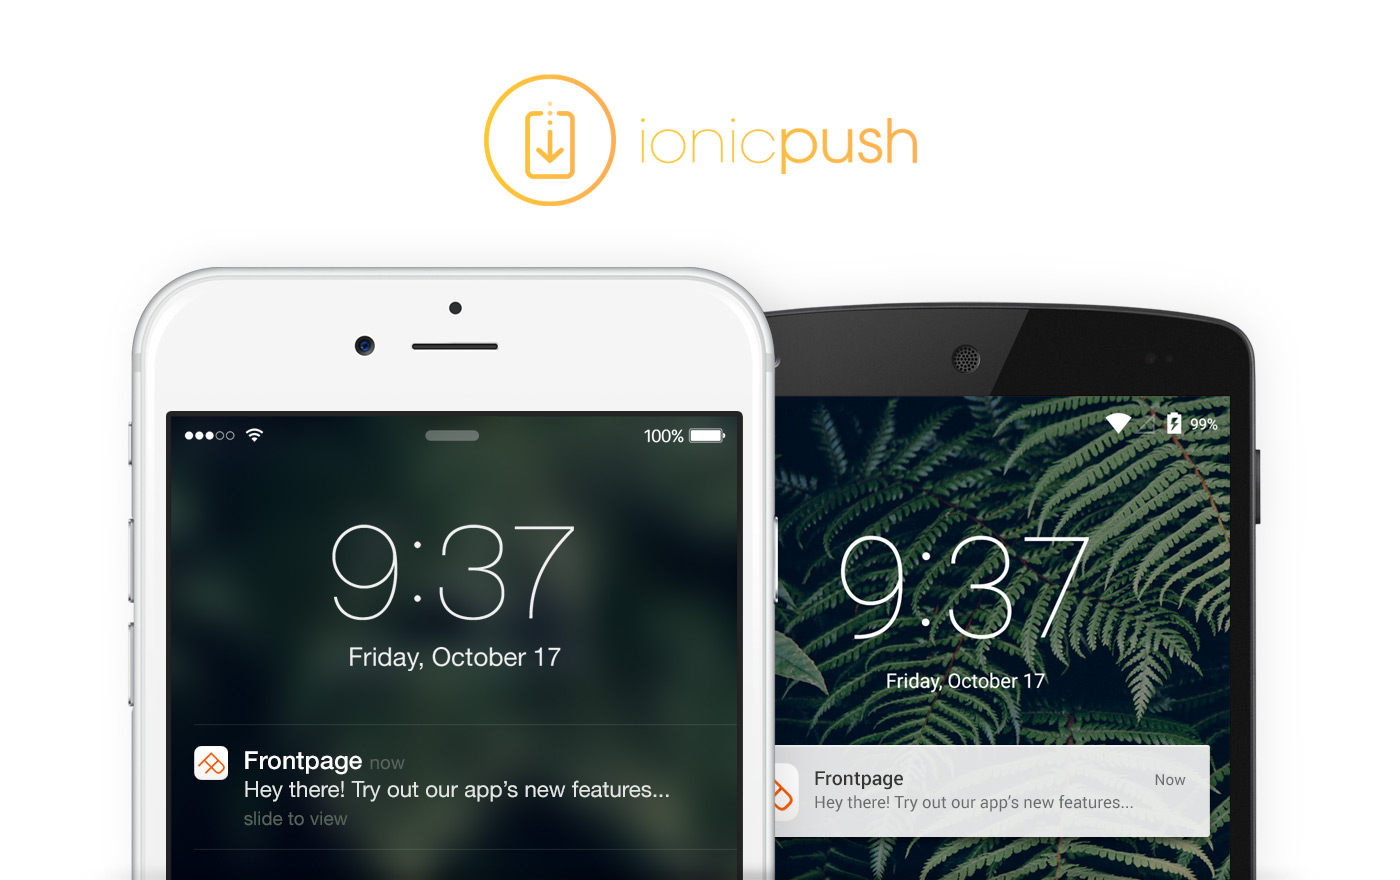 ionicpush
100%
9:37
Friday, October 17
Frontpage now
Hey there! Try out our app's new features...
slide to view
99%
9:37
Friday, October 17
Frontpage Now
Hey there! Try out our app's new features...